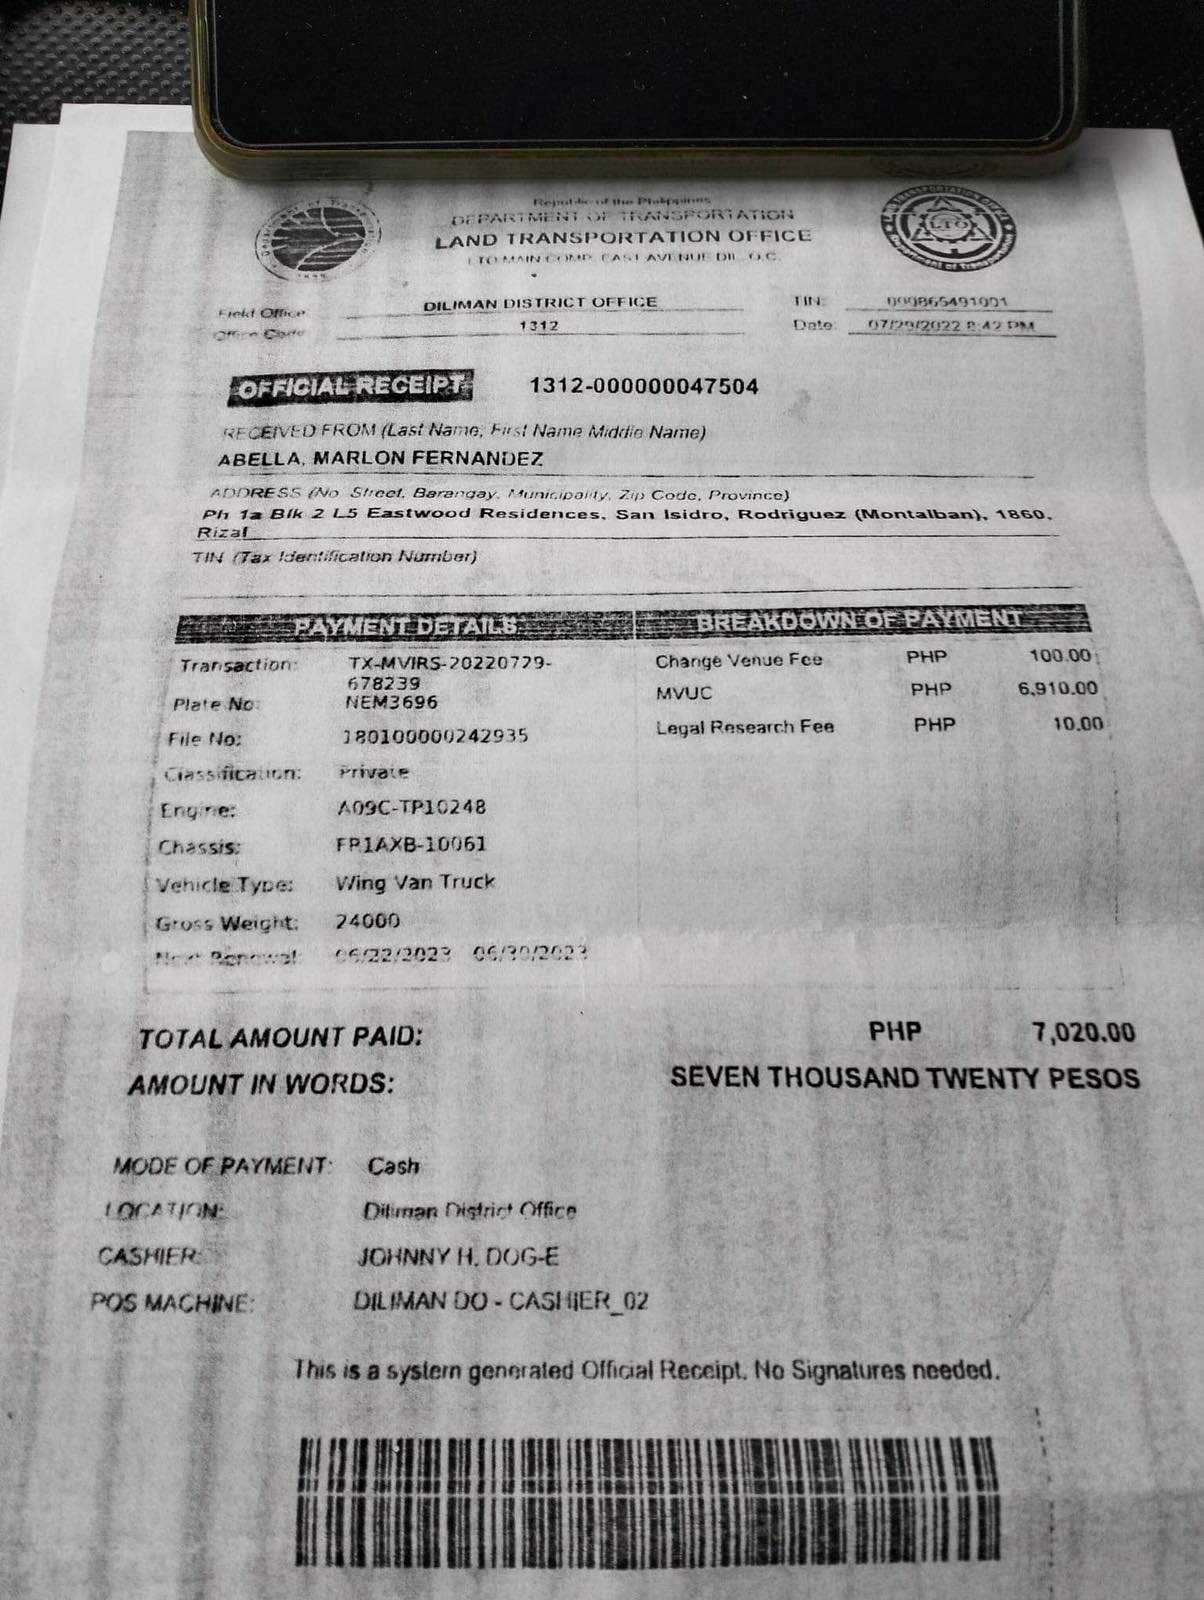 Republic of the Philippines
DEPARTMENT OF TRANSPORTATION
LAND TRANSPORTATION OFFICE
LTO MAIN COMP. EAST AVENUE DIL., Q.C.
Field Office DILIMAN DISTRICT OFFICE TIN: 000865491001
Office Code 1312 Date: 07/29/2022 8:42 PM
OFFICIAL RECEIPT 1312-000000047504
RECEIVED FROM (Last Name, First Name Middle Name)
ABELLA, MARLON FERNANDEZ
ADDRESS (No. Street, Barangay, Municipality, Zip Code, Province)
Ph 1a Blk 2 L5 Eastwood Residences, San Isidro, Rodriguez (Montalban), 1860,
Rizal
TIN (Tax Identification Number)
PAYMENT DETAILS BREAKDOWN OF PAYMENT
Transaction: TX-MVIRS-20220729- Change Venue Fee PHP 100.00
678239
Plate No: NEM3696 MVUC PHP 6,910.00
File No: 180100000242935 Legal Research Fee PHP 10.00
Classification: Private
Engine: A09C-TP10248
Chassis: FR1AXB-10061
Vehicle Type: Wing Van Truck
Gross Weight: 24000
Next Renewal: 06/22/2023 06/30/2023
TOTAL AMOUNT PAID: PHP 7,020.00
AMOUNT IN WORDS: SEVEN THOUSAND TWENTY PESOS
MODE OF PAYMENT: Cash
LOCATION: Diliman District Office
CASHIER: JOHNNY H. DOG-E
POS MACHINE: DILIMAN DO - CASHIER_02
This is a system generated Official Receipt. No Signatures needed.